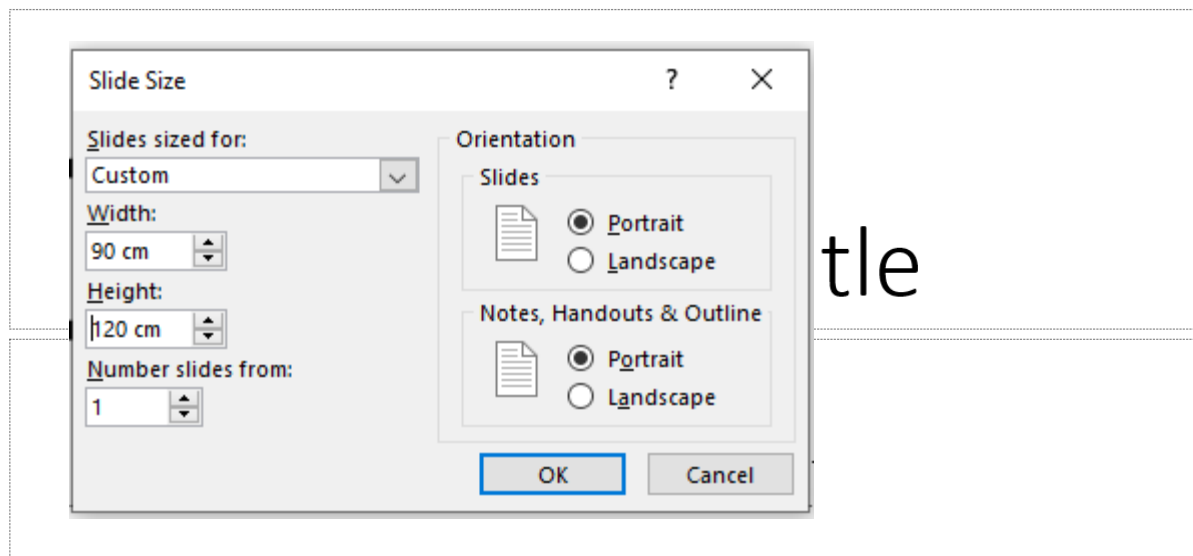 Slide Size ?
Slides sized for:
Custom
Width:
90 cm
Height:
120 cm
Number slides from:
1
Orientation
Slides
Portrait
Landscape
Notes, Handouts & Outline
Portrait
Landscape
OK Cancel
tle